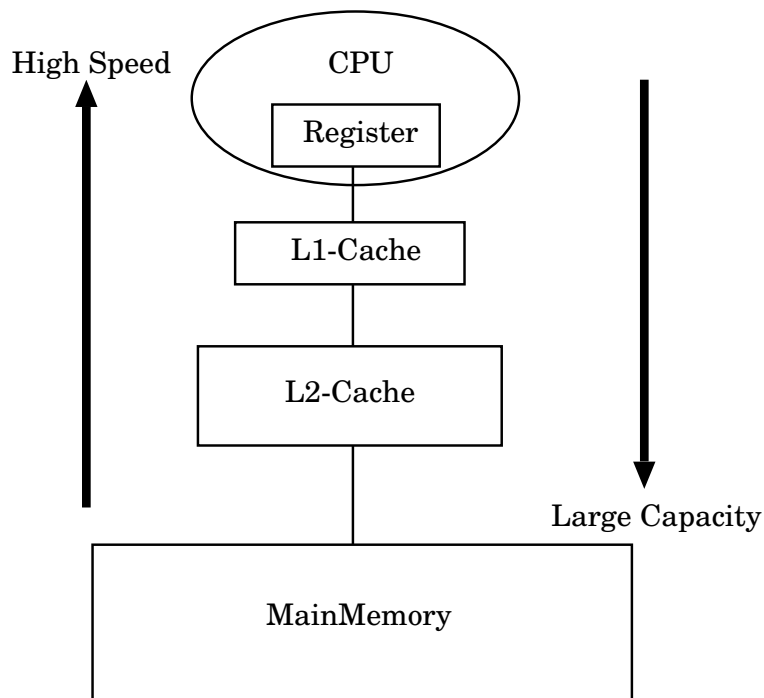 CPU
High Speed
Register
L1-Cache
L2-Cache
Large Capacity
MainMemory